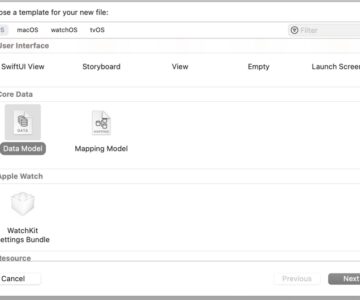 ose a template for your new file:
S macOS watchOS tvOS Filter
User Interface
SwiftUI View Storyboard View Empty Launch Screen
Core Data
DATA MAPPING
Data Model Mapping Model
Apple Watch
WatchKit
ettings Bundle
Resource
Cancel Previous Next